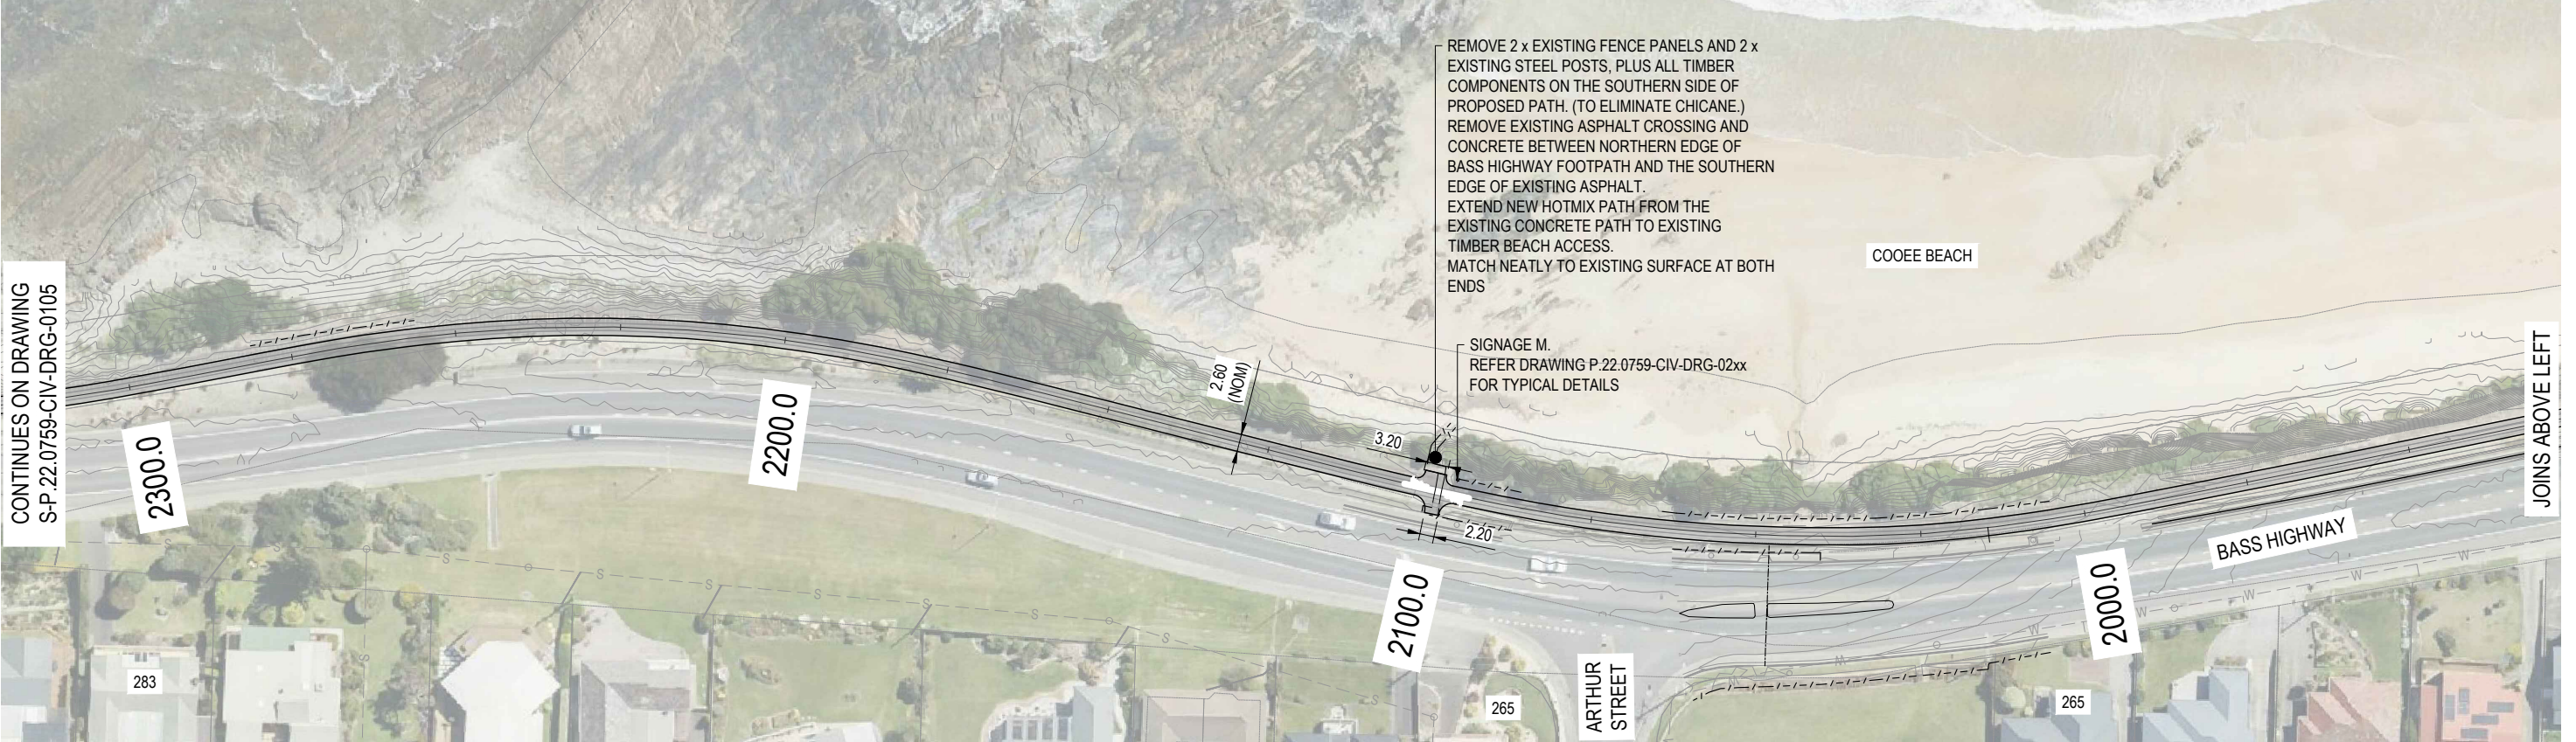 REMOVE 2 x EXISTING FENCE PANELS AND 2 x
EXISTING STEEL POSTS, PLUS ALL TIMBER
COMPONENTS ON THE SOUTHERN SIDE OF
PROPOSED PATH. (TO ELIMINATE CHICANE.)
REMOVE EXISTING ASPHALT CROSSING AND
CONCRETE BETWEEN NORTHERN EDGE OF
BASS HIGHWAY FOOTPATH AND THE SOUTHERN
EDGE OF EXISTING ASPHALT.
EXTEND NEW HOTMIX PATH FROM THE
EXISTING CONCRETE PATH TO EXISTING
TIMBER BEACH ACCESS.
MATCH NEATLY TO EXISTING SURFACE AT BOTH
ENDS
COOEE BEACH
SIGNAGE M.
REFER DRAWING P.22.0759-CIV-DRG-02xx
FOR TYPICAL DETAILS
CONTINUES ON DRAWING
S-P.22.0759-CIV-DRG-0105
JOINS ABOVE LEFT
2.60
(NOM)
3.20
2.20
2300.0
2200.0
2100.0
2000.0
BASS HIGHWAY
ARTHUR
STREET
283
265
265
S
S
S
S
S
S
S
S
S
W
W
W
W
W
W
W